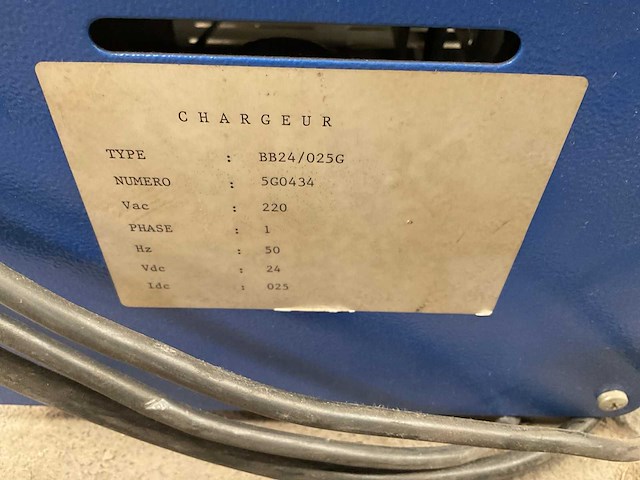 CHARGEUR
TYPE : BB24/025G
NUMERO : 5G0434
Vac : 220
PHASE : 1
Hz : 50
Vdc : 24
Idc : 025